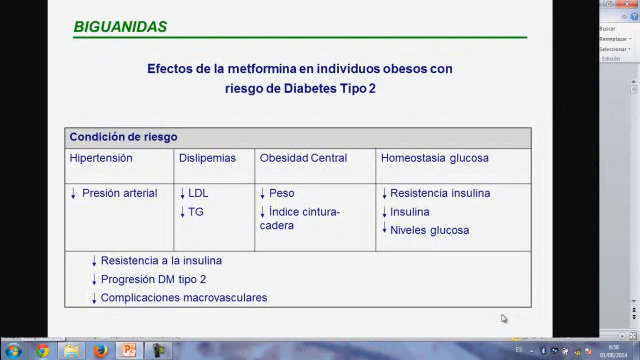 BIGUANIDAS
Efectos de la metformina en individuos obesos con
riesgo de Diabetes Tipo 2
Condición de riesgo
Hipertensión
Dislipemias
Obesidad Central
Homeostasia glucosa
↓ Presión arterial
↓ LDL
↓ TG
↓ Peso
↓ Índice cintura-
cadera
↓ Resistencia insulina
↓ Insulina
↓ Niveles glucosa
↓ Resistencia a la insulina
↓ Progresión DM tipo 2
↓ Complicaciones macrovasculares
Buscar
Reemplazar
Seleccionar
Edición
ES